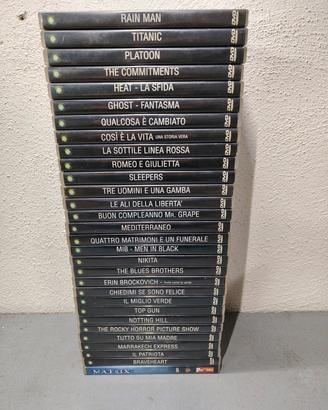 RAIN MAN
TITANIC
PLATOON
THE COMMITMENTS
HEAT - LA SFIDA
GHOST - FANTASMA
QUALCOSA È CAMBIATO
COSÌ È LA VITA UNA STORIA VERA
LA SOTTILE LINEA ROSSA
ROMEO E GIULIETTA
SLEEPERS
TRE UOMINI E UNA GAMBA
LE ALI DELLA LIBERTA'
BUON COMPLEANNO MR. GRAPE
MEDITERRANEO
QUATTRO MATRIMONI E UN FUNERALE
MIB - MEN IN BLACK
NIKITA
THE BLUES BROTHERS
ERIN BROCKOVICH -
CHIEDIMI SE SONO FELICE
IL MIGLIO VERDE
TOP GUN
NOTTING HILL
THE ROCKY HORROR PICTURE SHOW
TUTTO SU MIA MADRE
MARRAKECH EXPRESS
IL PATRIOTA
BRAVEHEART
MATRIX